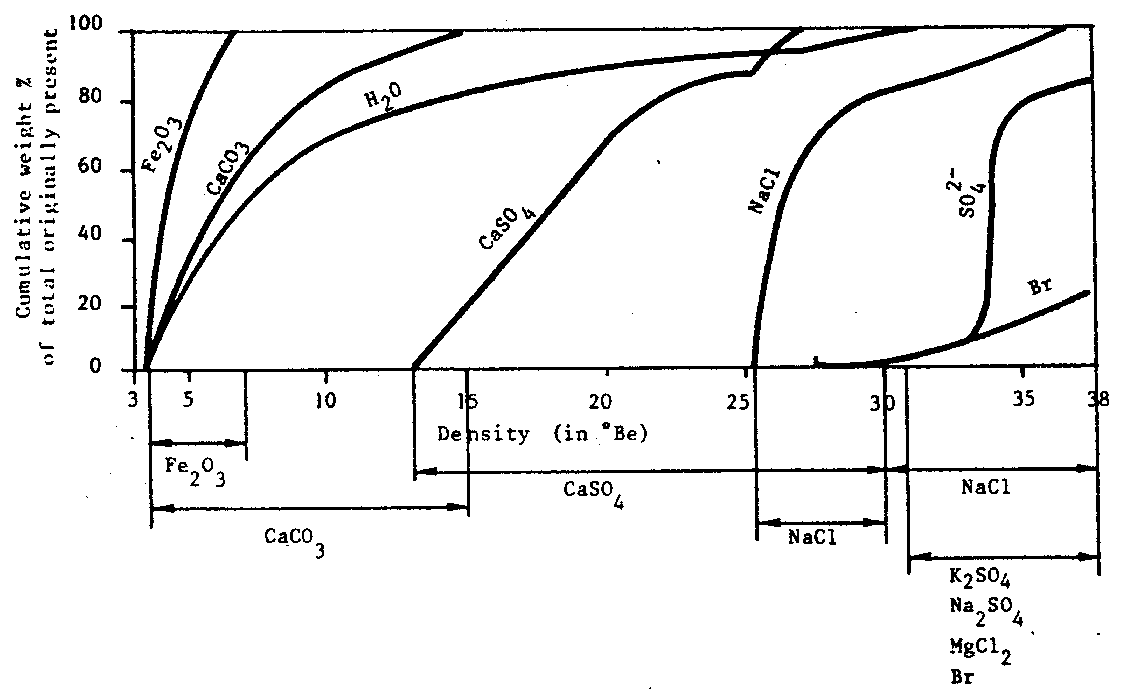 Cumulative weight %
of total originally present
100
80
60
40
20
0
Fe2O3
CaCO3
H2O
CaSO4
NaCl
SO4 2-
Br
3 5 10 15 20 25 30 35 38
Density (in °Be)
Fe2O3
CaSO4
NaCl
CaCO3
NaCl
K2SO4
Na2SO4
MgCl2
Br